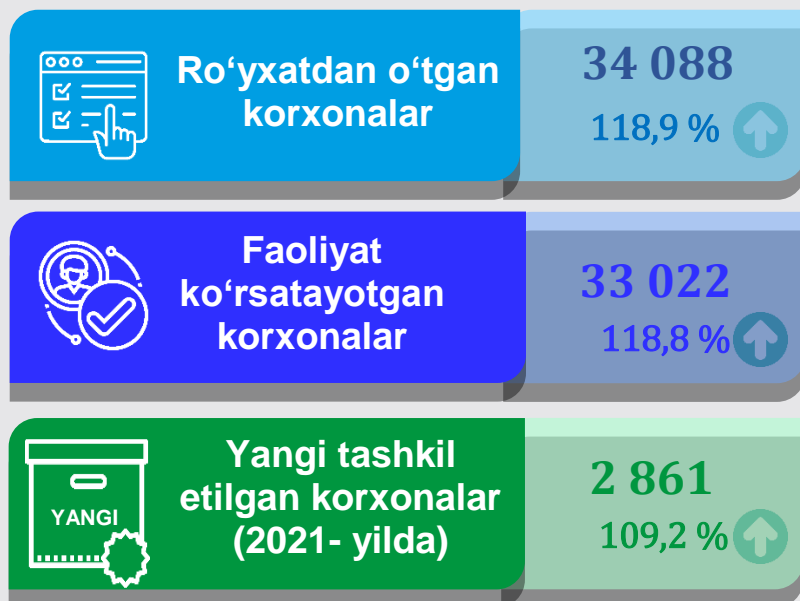 Ro‘yxatdan o‘tgan
korxonalar
34 088
118,9 %
Faoliyat
ko‘rsatayotgan
korxonalar
33 022
118,8 %
YANGI
Yangi tashkil
etilgan korxonalar
(2021- yilda)
2 861
109,2 %